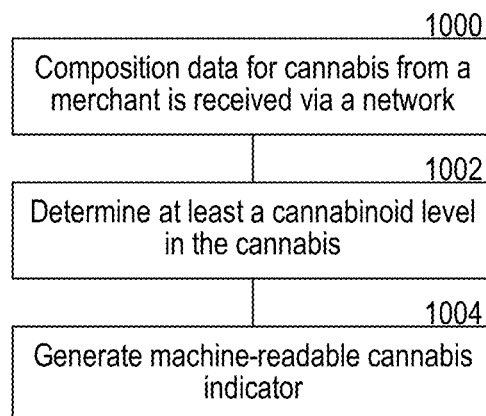 1000
Composition data for cannabis from a
merchant is received via a network
1002
Determine at least a cannabinoid level
in the cannabis
1004
Generate machine-readable cannabis
indicator